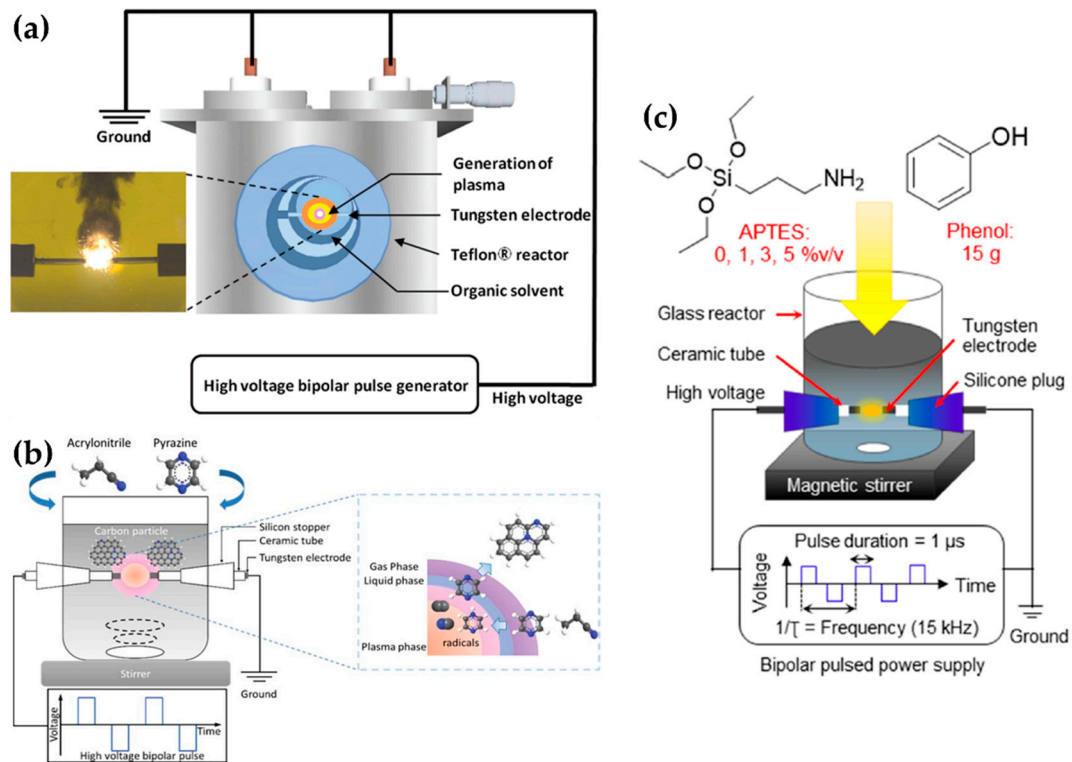 (a)
Ground
Generation of
plasma
Tungsten electrode
Teflon® reactor
Organic solvent
High voltage bipolar pulse generator
High voltage
(b)
Acrylonitrile
Pyrazine
Carbon particle
Silicon stopper
Ceramic tube
Tungsten electrode
Gas Phase
Liquid phase
Plasma phase
radicals
Stirrer
Ground
Voltage
Time
High voltage bipolar pulse
(c)
O
O
Si
O
NH2
OH
APTES:
0, 1, 3, 5 %v/v
Phenol:
15 g
Glass reactor
Ceramic tube
High voltage
Tungsten
electrode
Silicone plug
Magnetic stirrer
Pulse duration = 1 μs
Voltage
Time
1/τ = Frequency (15 kHz)
Ground
Bipolar pulsed power supply